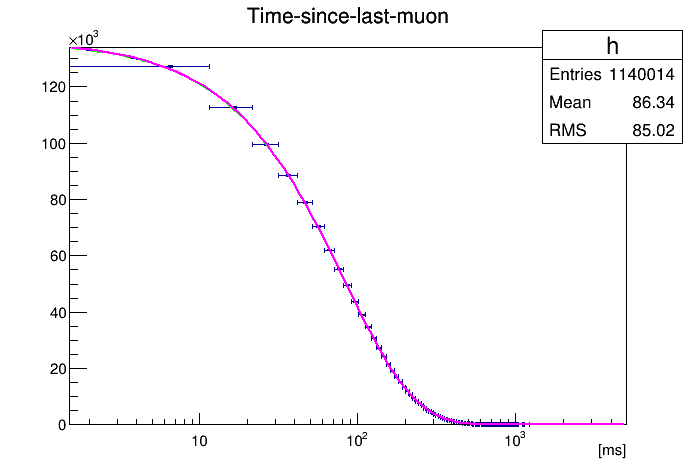 Time-since-last-muon
×10³
h
Entries 1140014
Mean 86.34
RMS 85.02
120
100
80
60
40
20
0
10 10² 10³
[ms]